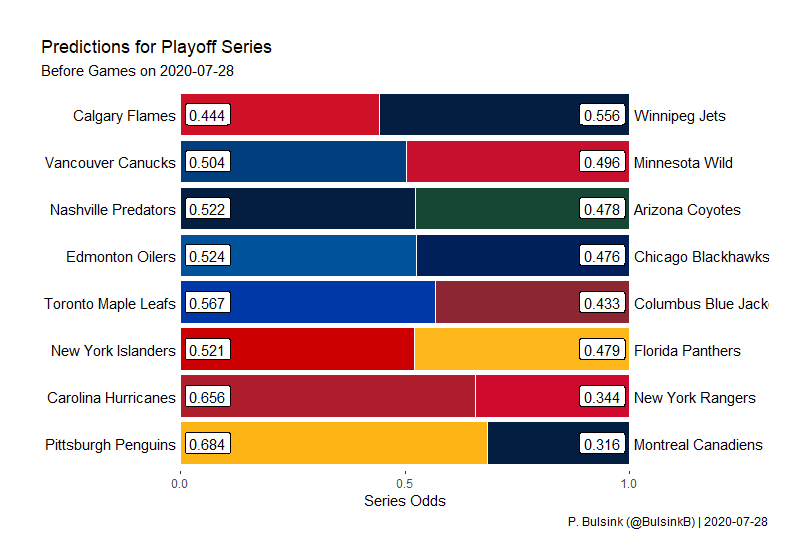 Predictions for Playoff Series
Before Games on 2020-07-28
Calgary Flames 0.444 0.556 Winnipeg Jets
Vancouver Canucks 0.504 0.496 Minnesota Wild
Nashville Predators 0.522 0.478 Arizona Coyotes
Edmonton Oilers 0.524 0.476 Chicago Blackhawks
Toronto Maple Leafs 0.567 0.433 Columbus Blue Jack
New York Islanders 0.521 0.479 Florida Panthers
Carolina Hurricanes 0.656 0.344 New York Rangers
Pittsburgh Penguins 0.684 0.316 Montreal Canadiens
0.0 0.5 1.0
Series Odds
P. Bulsink (@BulsinkB) | 2020-07-28